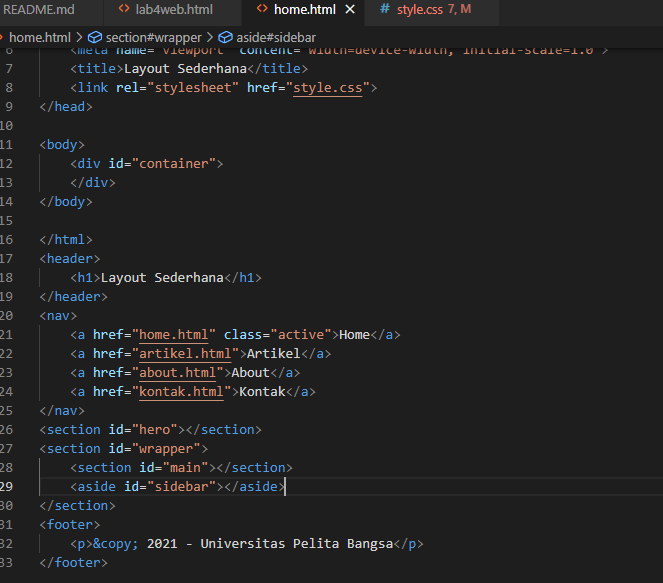 README.md lab4web.html home.html style.css 7, M
home.html > section#wrapper > aside#sidebar
6 <meta name="viewport" content="width=device-width, initial-scale=1.0">
7 <title>Layout Sederhana</title>
8 <link rel="stylesheet" href="style.css">
9 </head>
10
11 <body>
12 <div id="container">
13 </div>
14 </body>
15
16 </html>
17 <header>
18 <h1>Layout Sederhana</h1>
19 </header>
20 <nav>
21 <a href="home.html" class="active">Home</a>
22 <a href="artikel.html">Artikel</a>
23 <a href="about.html">About</a>
24 <a href="kontak.html">Kontak</a>
25 </nav>
26 <section id="hero"></section>
27 <section id="wrapper">
28 <section id="main"></section>
29 <aside id="sidebar"></aside>
30 </section>
31 <footer>
32 <p>&copy; 2021 - Universitas Pelita Bangsa</p>
33 </footer>